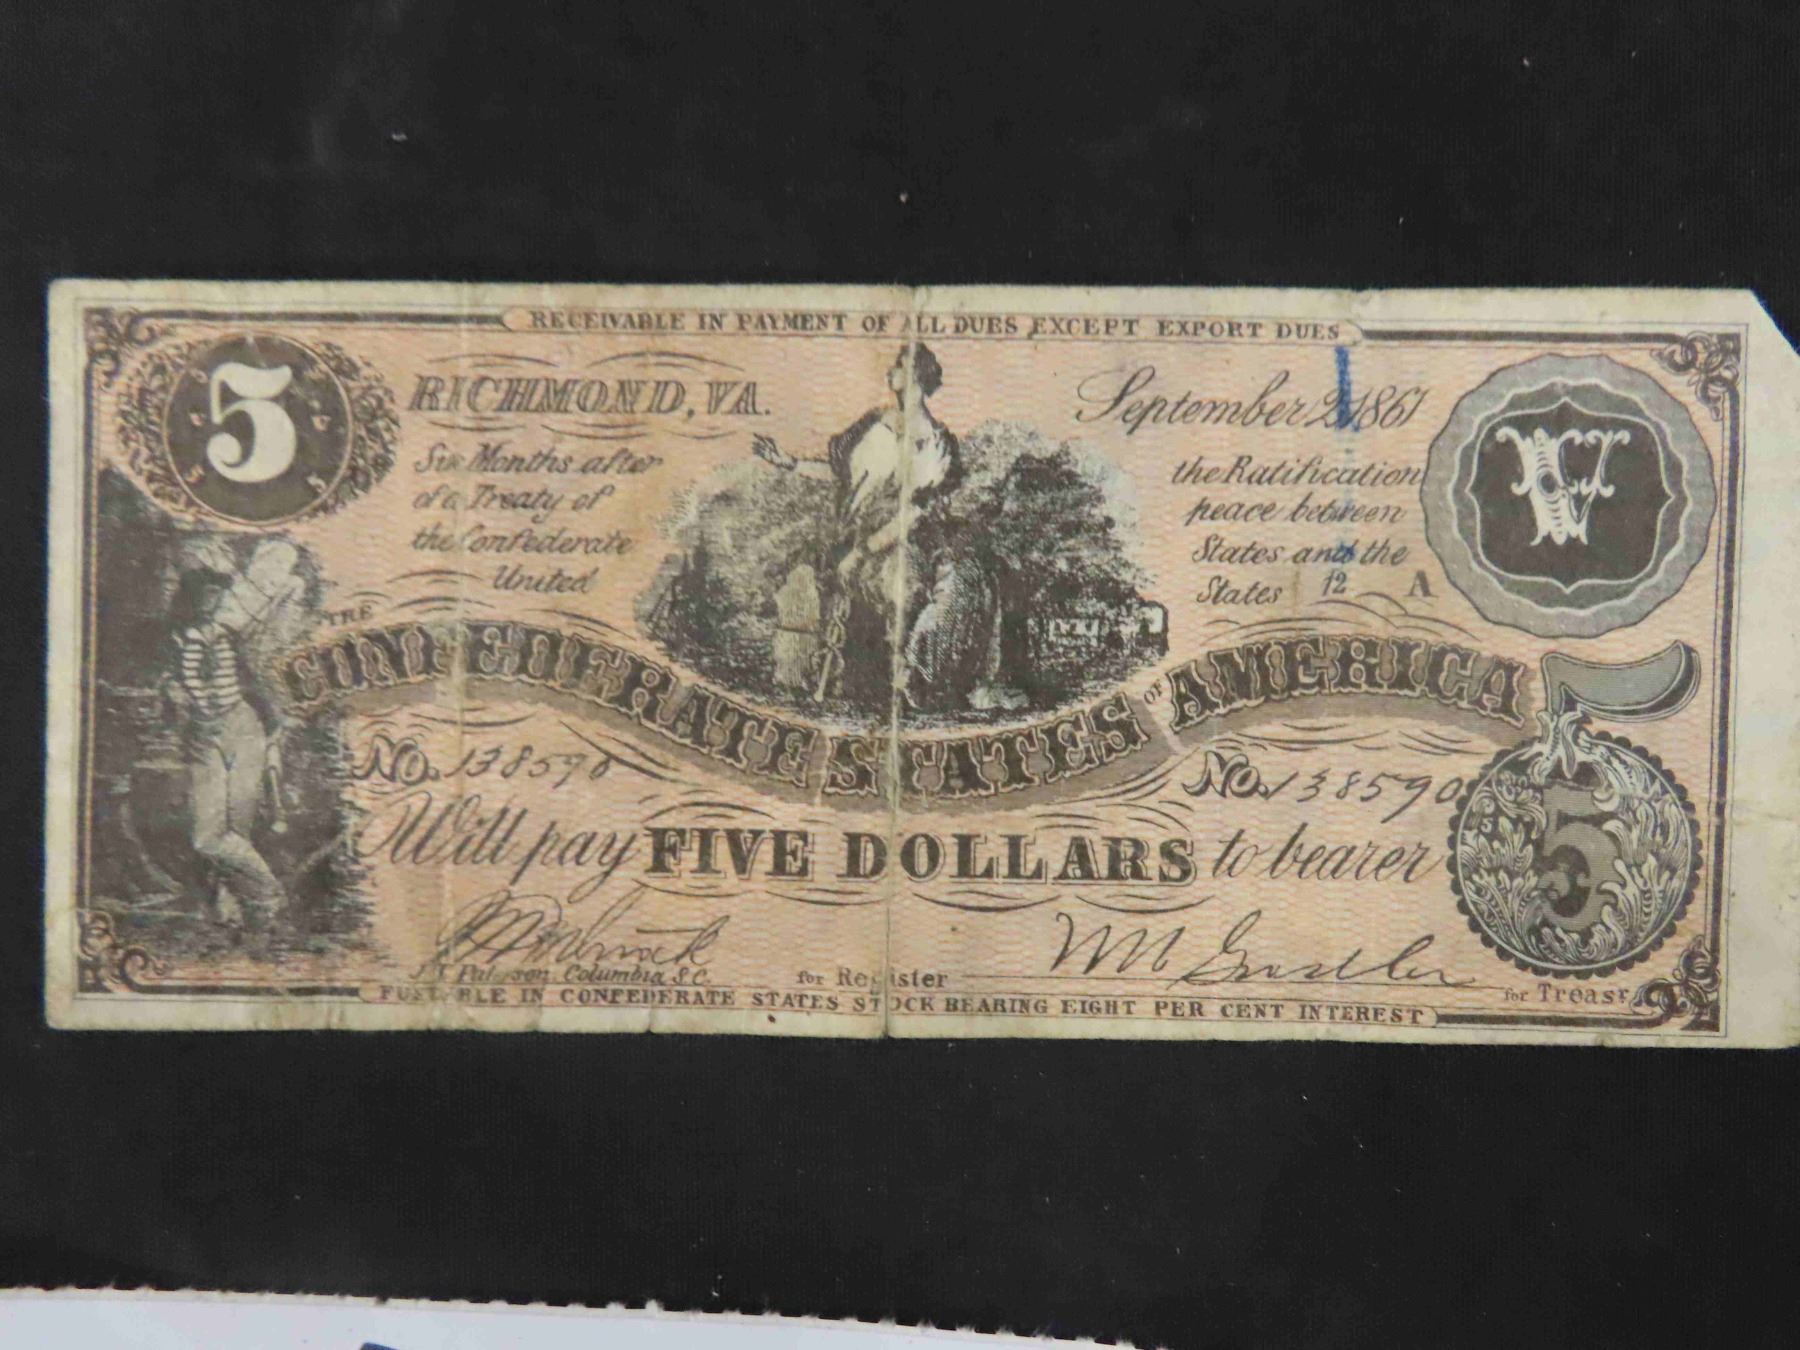 RECEIVABLE IN PAYMENT OF ALL DUES EXCEPT EXPORT DUES
5
RICHMOND, VA.
September 2 1861
F
Six Months after the Ratification
of a Treaty of peace between
the Confederate States and the
United States 12 A
THE
CONFEDERATE STATES OF AMERICA
5
No. 138590 No. 138590
Will pay FIVE DOLLARS to bearer
5
J.T. Paterson, Columbia S.C. for Register for Treasr
FUNDABLE IN CONFEDERATE STATES STOCK BEARING EIGHT PER CENT INTEREST